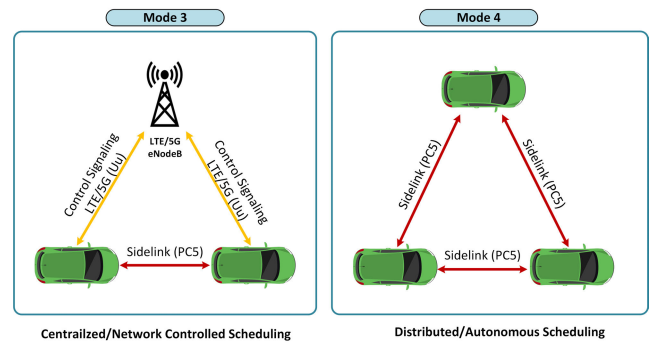 Mode 3
Mode 4
LTE/5G
eNodeB
Control Signaling
LTE/5G (Uu)
Control Signaling
LTE/5G (Uu)
Sidelink (PC5)
Sidelink (PC5)
Sidelink (PC5)
Sidelink (PC5)
Centrailzed/Network Controlled Scheduling
Distributed/Autonomous Scheduling